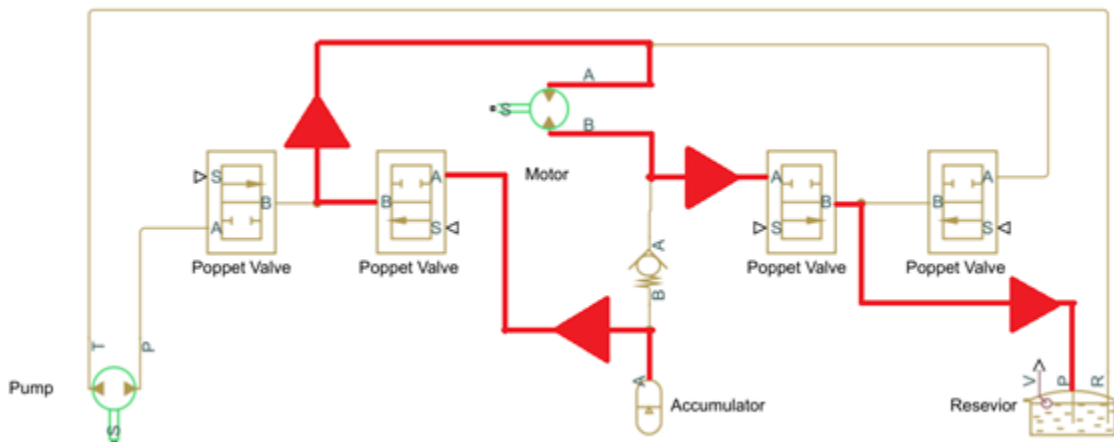 A
S
B
Motor
S
B
A
Poppet Valve
A
B
S
Poppet Valve
A
B
S
Poppet Valve
A
B
S
Poppet Valve
A
B
T
P
Pump
S
A
Accumulator
Resevior
V
P
R